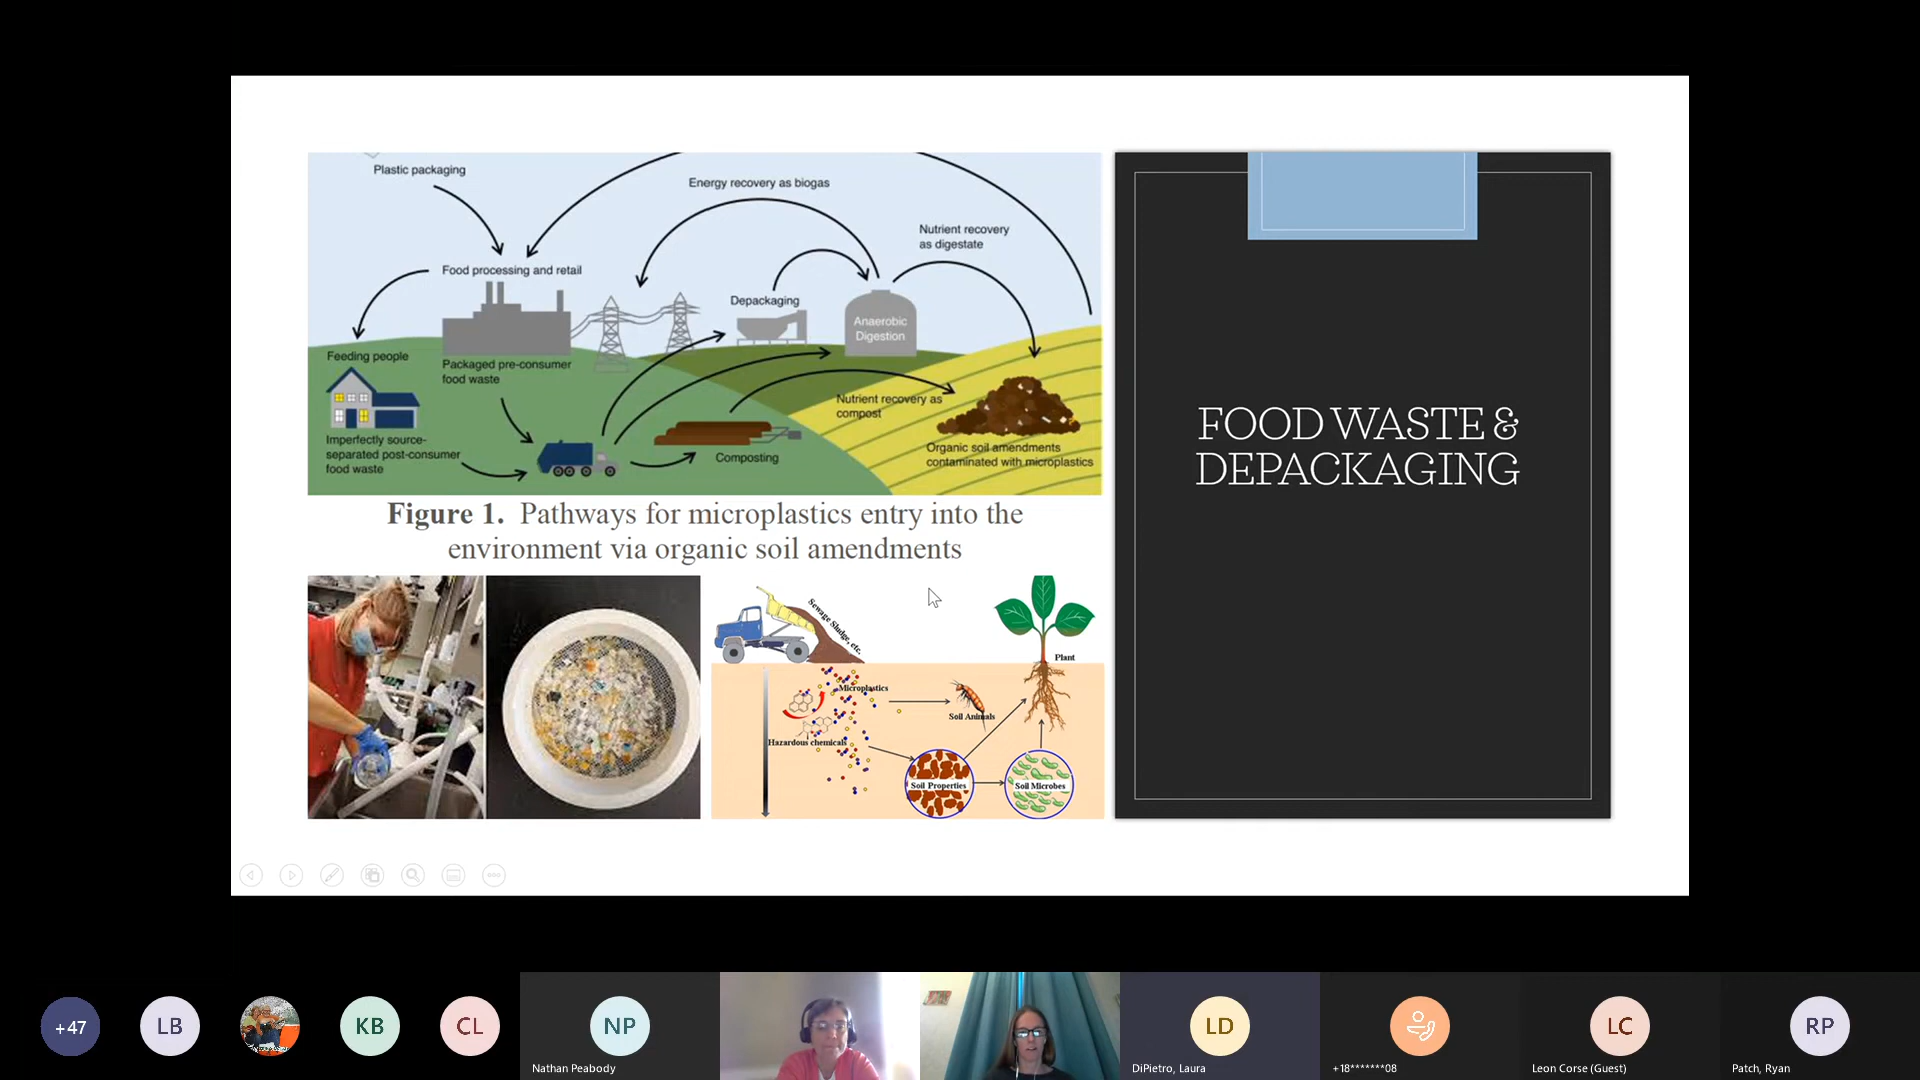 Plastic packaging
Energy recovery as biogas
Nutrient recovery
as digestate
Food processing and retail
Depackaging
Anaerobic
Digestion
Feeding people
Packaged pre-consumer
food waste
Nutrient recovery as
compost
Imperfectly source-
separated post-consumer
food waste
Composting
Organic soil amendments
contaminated with microplastics
Figure 1. Pathways for microplastics entry into the
environment via organic soil amendments
Sewage Sludge, etc.
Plant
Microplastics
Soil Animals
Hazardous chemicals
Soil Properties
Soil Microbes
FOOD WASTE &
DEPACKAGING
+47
LB
KB
CL
NP
Nathan Peabody
LD
DiPietro, Laura
+18*******08
LC
Leon Corse (Guest)
RP
Patch, Ryan